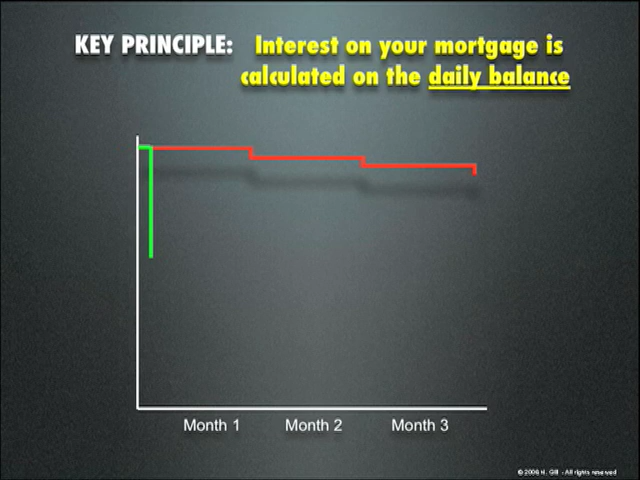 KEY PRINCIPLE: Interest on your mortgage is
calculated on the daily balance
Month 1 Month 2 Month 3
© 2006 H. Gill - All rights reserved